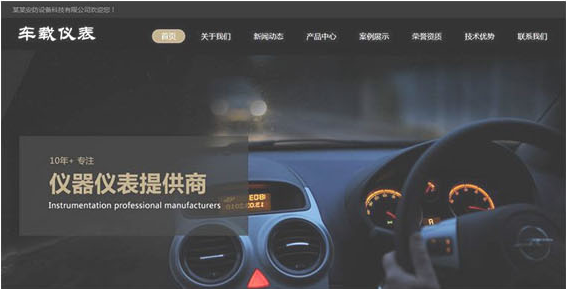 某某安防设备科技有限公司欢迎您！
车载仪表
首页 关于我们 新闻动态 产品中心 案例展示 荣誉资质 技术优势 联系我们
10年+ 专注
仪器仪表提供商
Instrumentation professional manufacturers